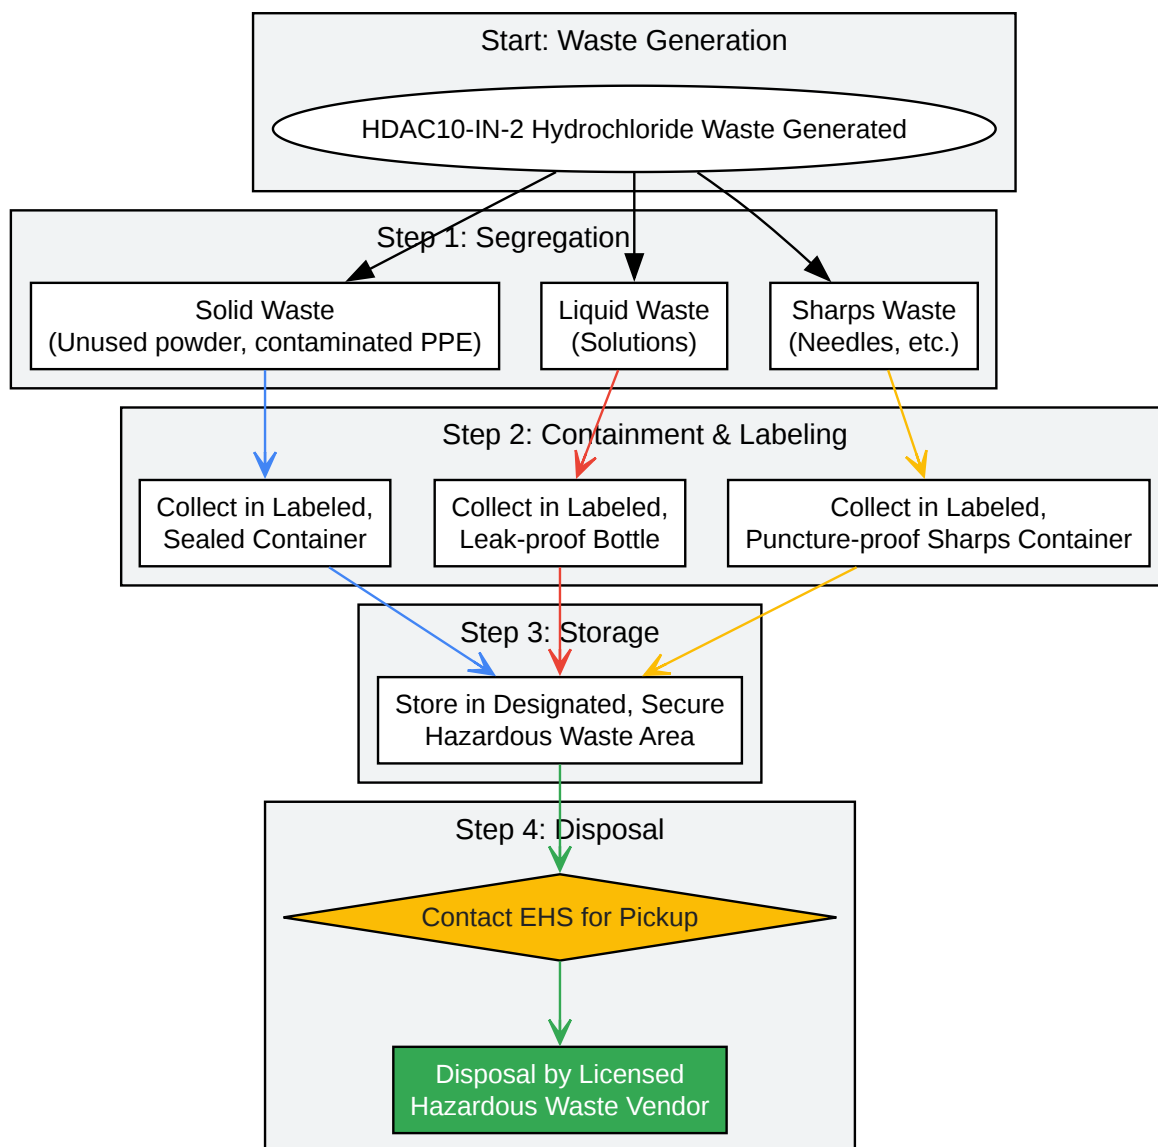 Start: Waste Generation
HDAC10-IN-2 Hydrochloride Waste Generated
Step 1: Segregation
Solid Waste
(Unused powder, contaminated PPE)
Liquid Waste
(Solutions)
Sharps Waste
(Needles, etc.)
Step 2: Containment & Labeling
Collect in Labeled,
Sealed Container
Collect in Labeled,
Leak-proof Bottle
Collect in Labeled,
Puncture-proof Sharps Container
Step 3: Storage
Store in Designated, Secure
Hazardous Waste Area
Step 4: Disposal
Contact EHS for Pickup
Disposal by Licensed
Hazardous Waste Vendor